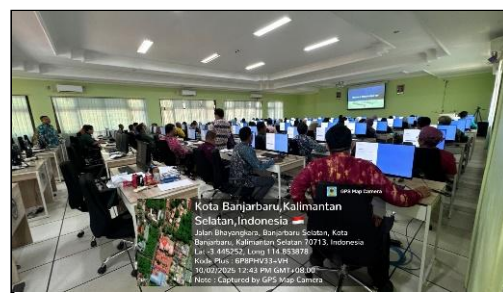 GPS Map Camera
Kota Banjarbaru,Kalimantan
Selatan,Indonesia 🇮🇩
Jalan Bhayangkara, Banjarbaru Selatan, Kota
Banjarbaru, Kalimantan Selatan 70713, Indonesia
Lat -3.445252, Long 114.853878
Kode Plus : 6P8PHV33+VH
10/02/2025 12:43 PM GMT+08:00
Note : Captured by GPS Map Camera